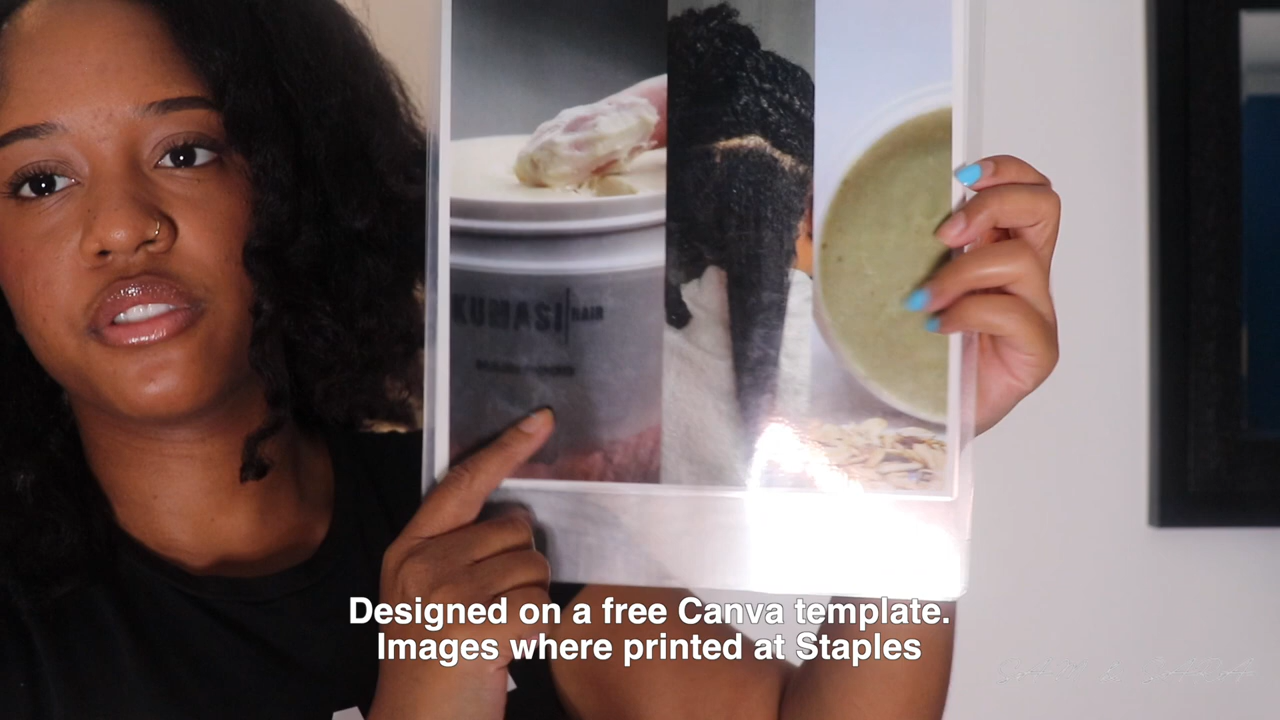 KUMASI|HAIR
Designed on a free Canva template.
Images where printed at Staples